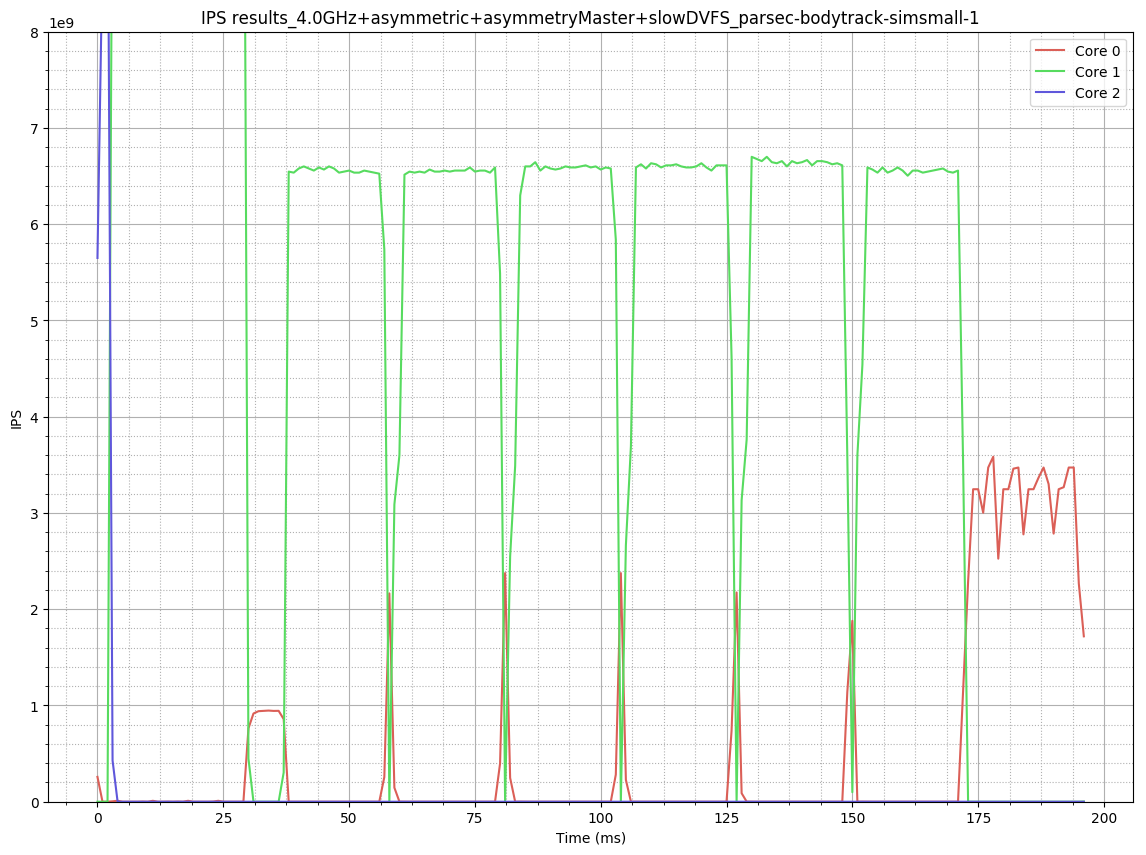 IPS results_4.0GHz+asymmetric+asymmetryMaster+slowDVFS_parsec-bodytrack-simsmall-1
1e9
Core 0
Core 1
Core 2
8
7
6
5
4
3
2
1
0
IPS
0 25 50 75 100 125 150 175 200
Time (ms)